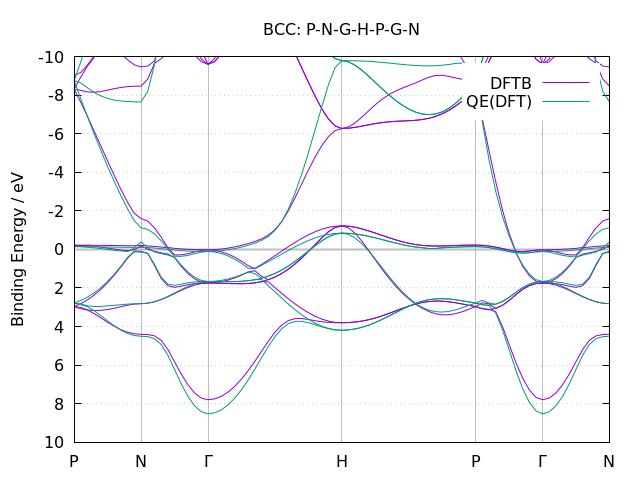 BCC: P-N-G-H-P-G-N
Binding Energy / eV
-10
-8
-6
-4
-2
0
2
4
6
8
10
DFTB
QE(DFT)
P N Γ H P Γ N